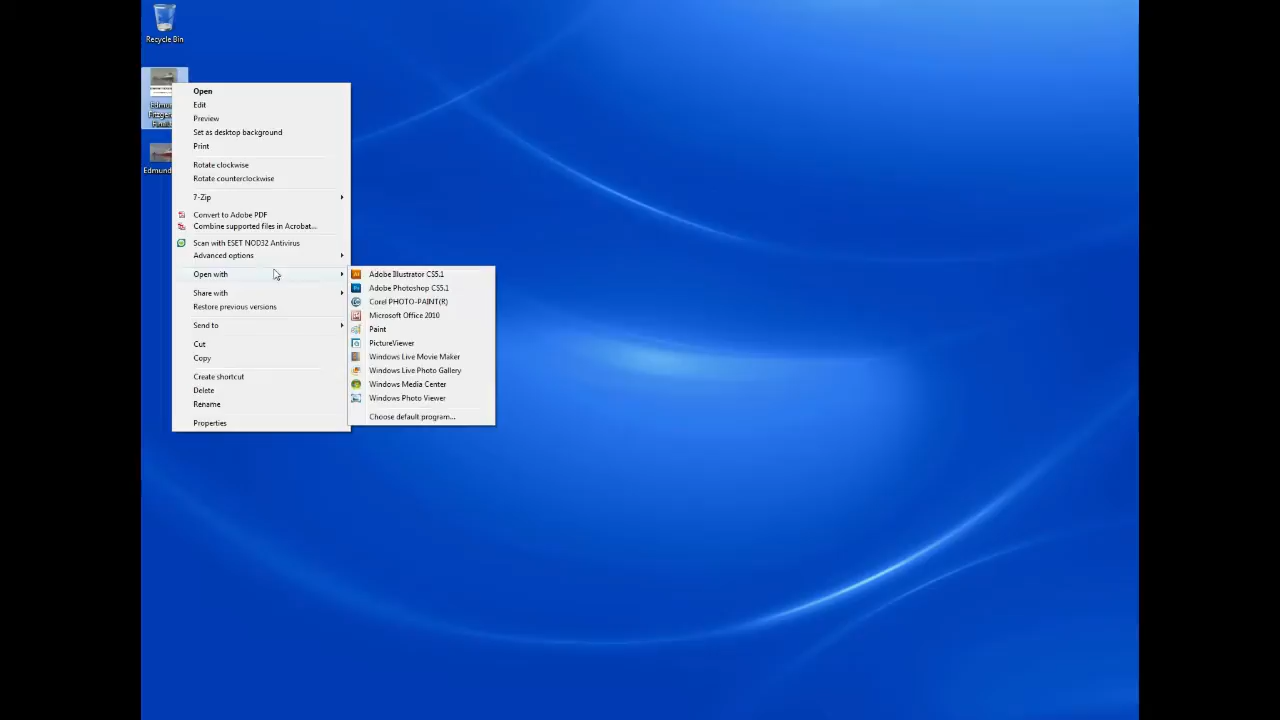 Recycle Bin
Edmun
Fitzger
Final
Edmund
Open
Edit
Preview
Set as desktop background
Print
Rotate clockwise
Rotate counterclockwise
7-Zip
Convert to Adobe PDF
Combine supported files in Acrobat...
Scan with ESET NOD32 Antivirus
Advanced options
Open with
Share with
Restore previous versions
Send to
Cut
Copy
Create shortcut
Delete
Rename
Properties
Adobe Illustrator CS5.1
Adobe Photoshop CS5.1
Corel PHOTO-PAINT(R)
Microsoft Office 2010
Paint
PictureViewer
Windows Live Movie Maker
Windows Live Photo Gallery
Windows Media Center
Windows Photo Viewer
Choose default program...